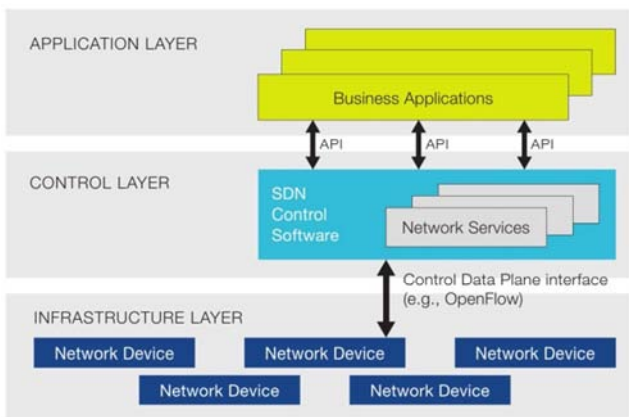 APPLICATION LAYER
Business Applications
API
API
API
CONTROL LAYER
SDN
Control
Software
Network Services
Control Data Plane interface
(e.g., OpenFlow)
INFRASTRUCTURE LAYER
Network Device
Network Device
Network Device
Network Device
Network Device